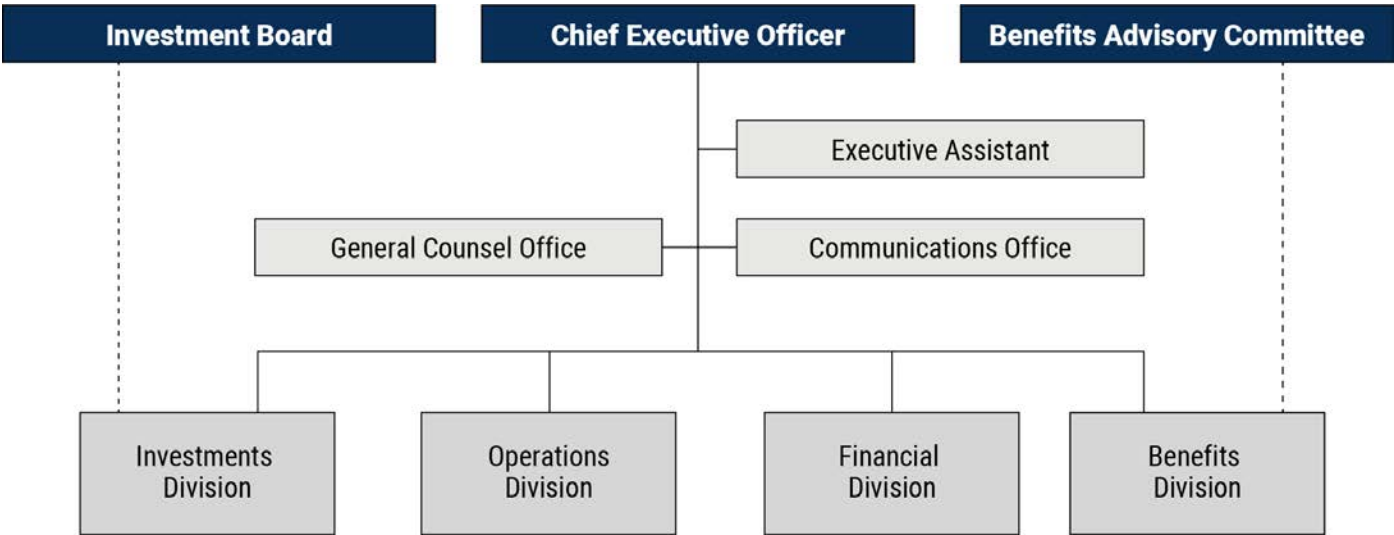 Investment Board
Chief Executive Officer
Benefits Advisory Committee
Executive Assistant
General Counsel Office
Communications Office
Investments
Division
Operations
Division
Financial
Division
Benefits
Division